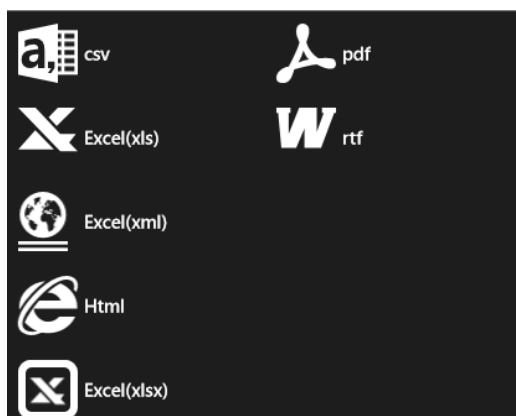 a, csv
pdf
X Excel(xls)
W rtf
Excel(xml)
e Html
X Excel(xlsx)